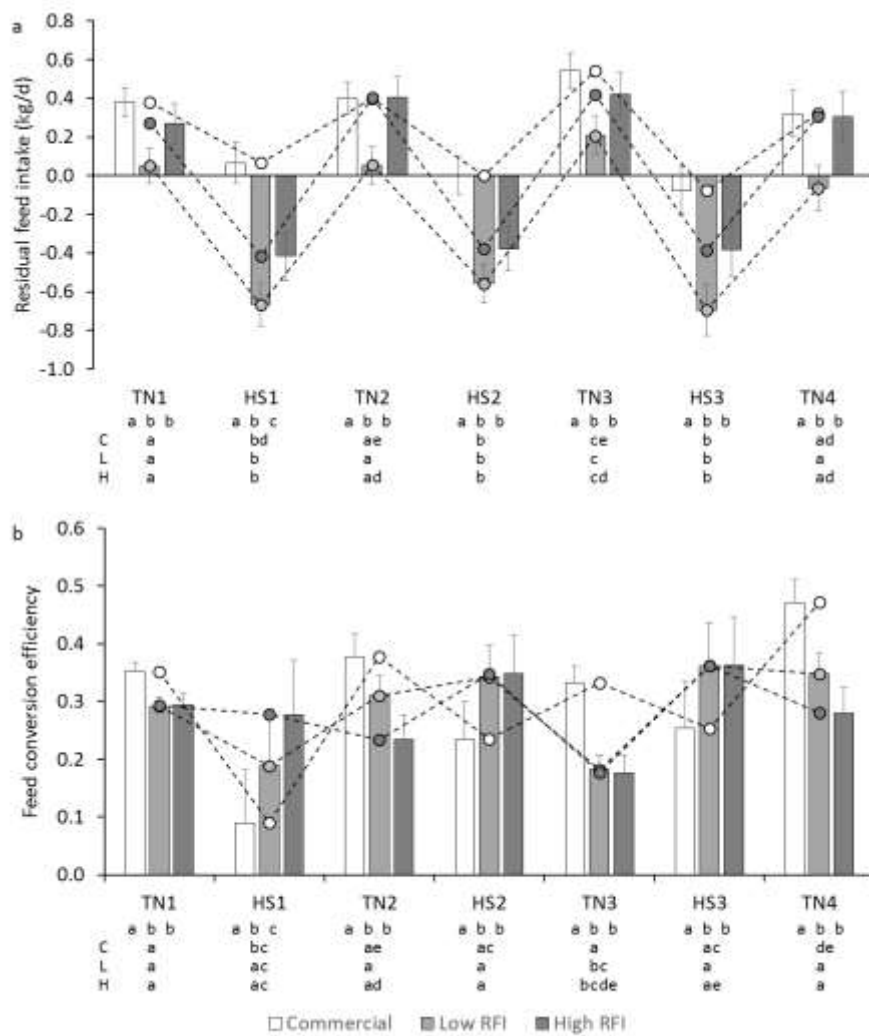 a
Residual feed intake (kg/d)
0.8
0.6
0.4
0.2
0.0
-0.2
-0.4
-0.6
-0.8
-1.0
TN1 HS1 TN2 HS2 TN3 HS3 TN4
a b b a b c a b b a b b a b b a b b a b b
C a bd ae b ce b ad
L a b a b c b a
H a b ad b cd b ad
b
Feed conversion efficiency
0.6
0.5
0.4
0.3
0.2
0.1
0.0
TN1 HS1 TN2 HS2 TN3 HS3 TN4
a b b a b c a b b a b b a b b a b b a b b
C a bc ae ac a ac de
L a ac a a bc a a
H a ac ad a bcde ae a
Commercial Low RFI High RFI